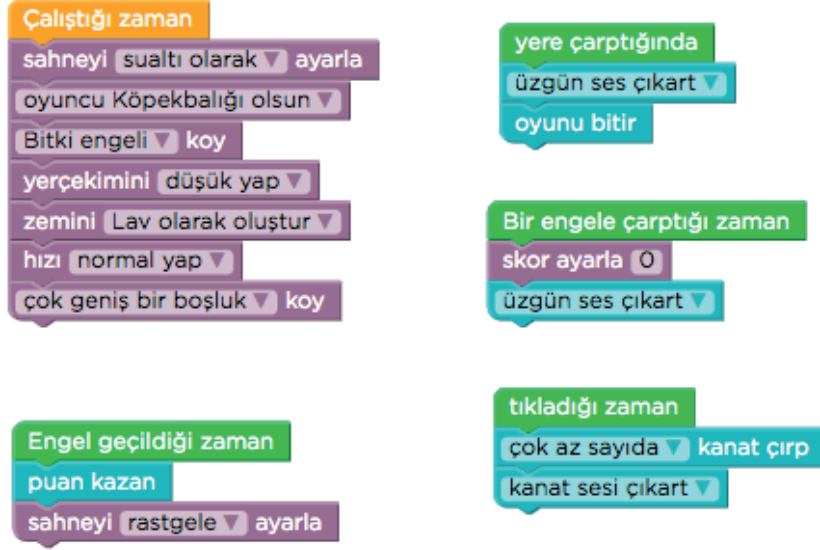 Çalıştığı zaman
sahneyi sualtı olarak ayarla
oyuncu Köpekbalığı olsun
Bitki engeli koy
yerçekimini düşük yap
zemini Lav olarak oluştur
hızı normal yap
çok geniş bir boşluk koy
Engel geçildiği zaman
puan kazan
sahneyi rastgele ayarla
yere çarptığında
üzgün ses çıkart
oyunu bitir
Bir engele çarptığı zaman
skor ayarla 0
üzgün ses çıkart
tıkladığı zaman
çok az sayıda kanat çırp
kanat sesi çıkart